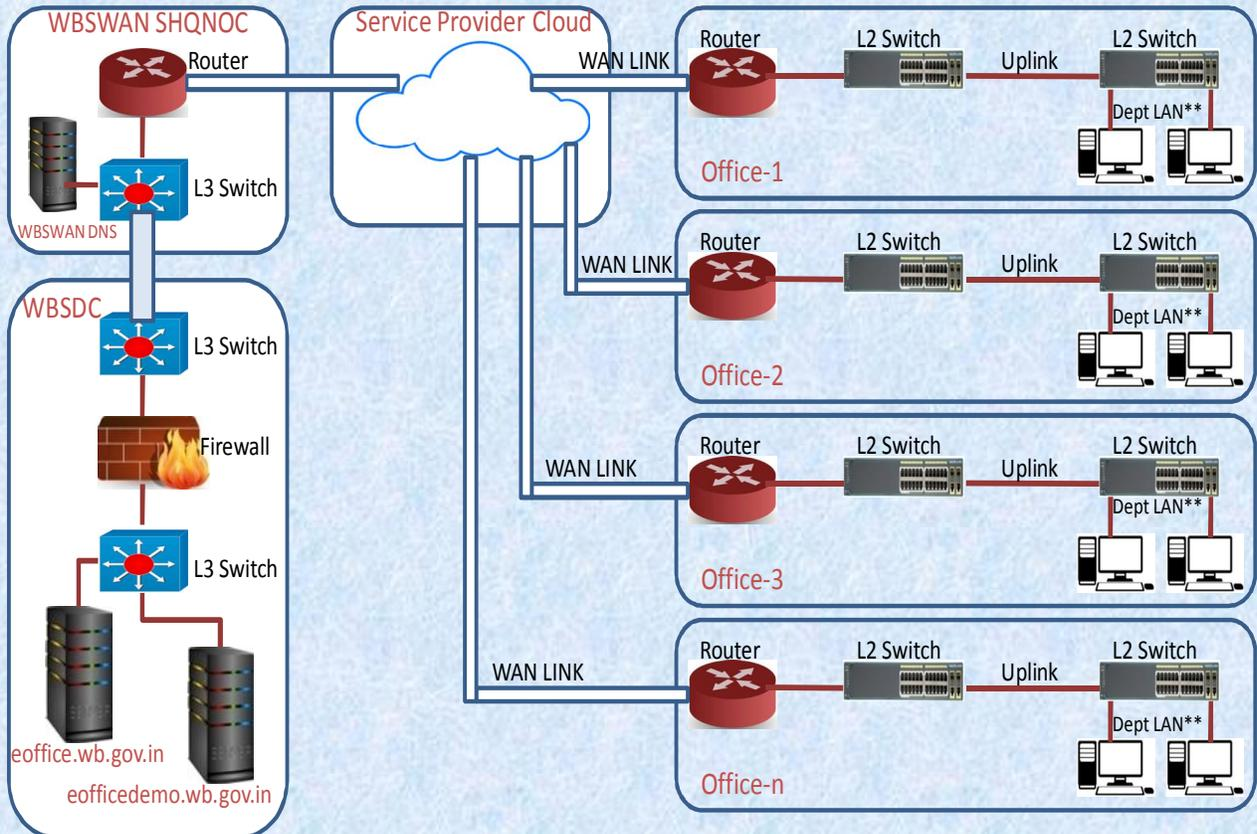 WBSWAN SHQNOC
Router
L3 Switch
WBSWAN DNS
WBSDC
L3 Switch
Firewall
L3 Switch
eoffice.wb.gov.in
eofficedemo.wb.gov.in
Service Provider Cloud
WAN LINK
Router
L2 Switch
Uplink
L2 Switch
Dept LAN**
Office-1
WAN LINK
Router
L2 Switch
Uplink
L2 Switch
Dept LAN**
Office-2
WAN LINK
Router
L2 Switch
Uplink
L2 Switch
Dept LAN**
Office-3
WAN LINK
Router
L2 Switch
Uplink
L2 Switch
Dept LAN**
Office-n